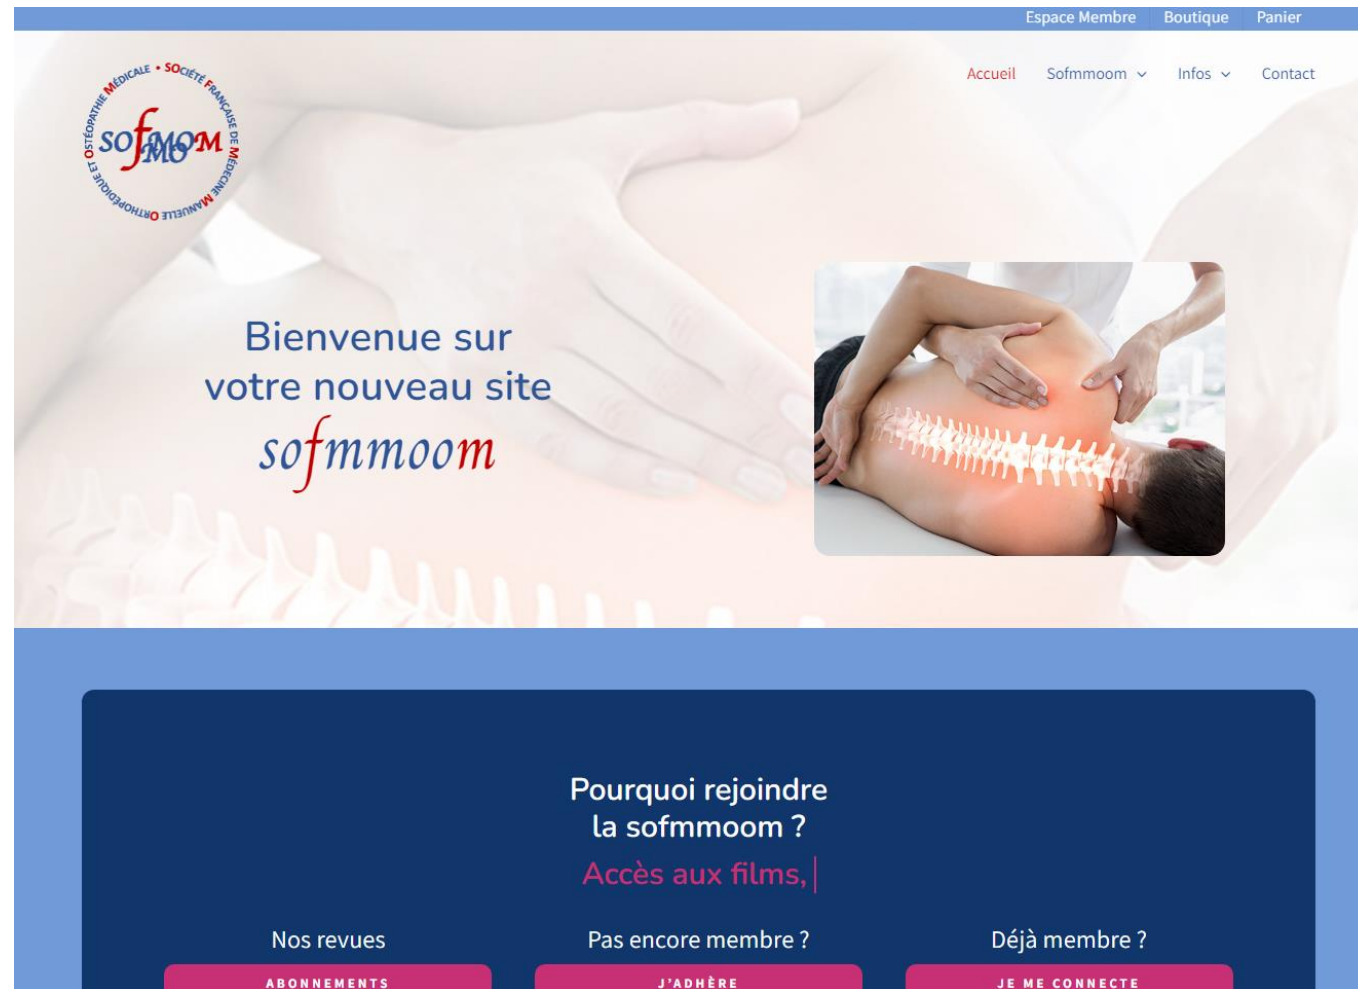 Espace Membre Boutique Panier
Accueil Sofmmoom Infos Contact
SOCIÉTÉ FRANÇAISE DE MÉDECINE MANUELLE ORTHOPÉDIQUE ET OSTÉOPATHIE MÉDICALE •
sofmmoom
Bienvenue sur
votre nouveau site
sofmmoom
Pourquoi rejoindre
la sofmmoom ?
Accès aux films,
Nos revues Pas encore membre ? Déjà membre ?
ABONNEMENTS J'ADHÈRE JE ME CONNECTE